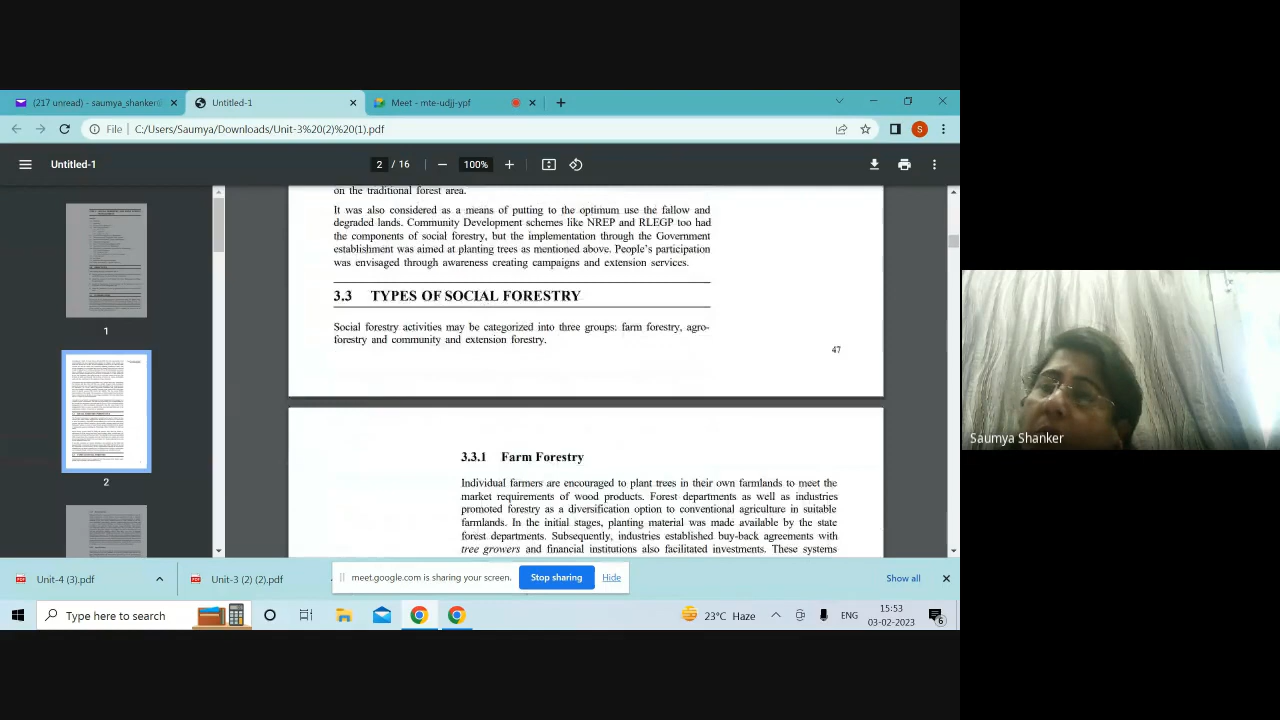 (217 unread) - saumya_shanker
Untitled-1
Meet - mte-udjj-ypf
File
C:/Users/Saumya/Downloads/Unit-3%20(2)%20(1).pdf
S
Untitled-1
2 / 16
100%
1
2
on the traditional forest area.
It was also considered as a means of putting to the optimum use the fallow and
degraded lands. Community Development schemes like NREP and RLEGP too had
the components of social forestry, but the implementation through the Government
establishment was aimed at planting trees as mentioned above. People's participation
was envisaged through awareness creating campaigns and extension services.
3.3 TYPES OF SOCIAL FORESTRY
Social forestry activities may be categorized into three groups: farm forestry, agro-
forestry and community and extension forestry.
47
3.3.1 Farm Forestry
Individual farmers are encouraged to plant trees in their own farmlands to meet the
market requirements of wood products. Forest departments as well as industries
promoted forestry as a diversification option to conventional agriculture in suitable
farmlands. In the initial stages, planting material was made available by the state
forest departments. Subsequently, industries established buy-back agreements with
tree growers and financial institutions also facilitated investments. These systems
Saumya Shanker
Unit-4 (3).pdf
Unit-3 (2) (2).pdf
meet.google.com is sharing your screen.
Stop sharing
Hide
Show all
Type here to search
23°C Haze
ENG
15:53
03-02-2023
6